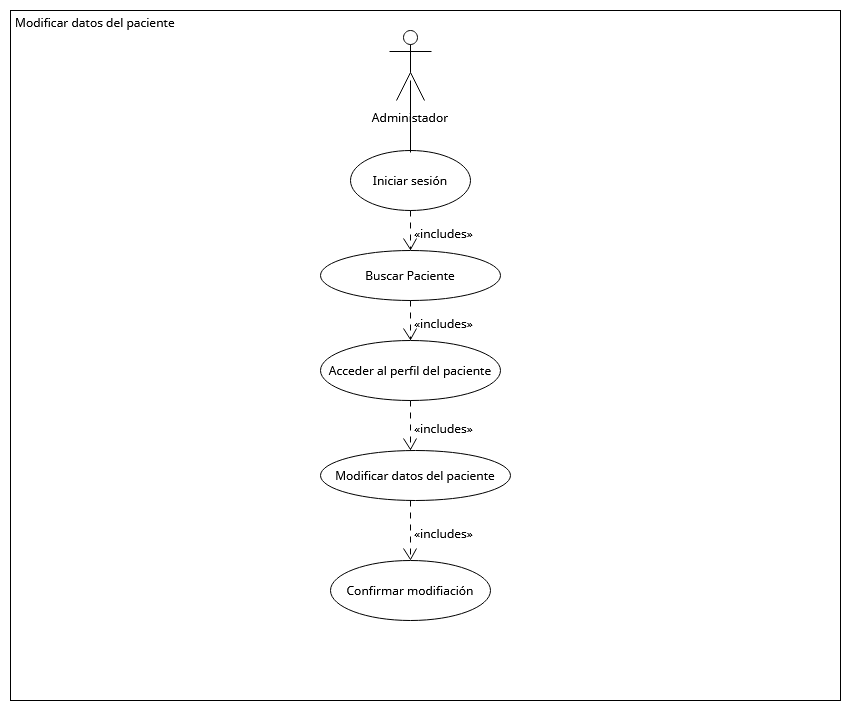 Modificar datos del paciente
Administador
Iniciar sesión
«includes»
Buscar Paciente
«includes»
Acceder al perfil del paciente
«includes»
Modificar datos del paciente
«includes»
Confirmar modifiación